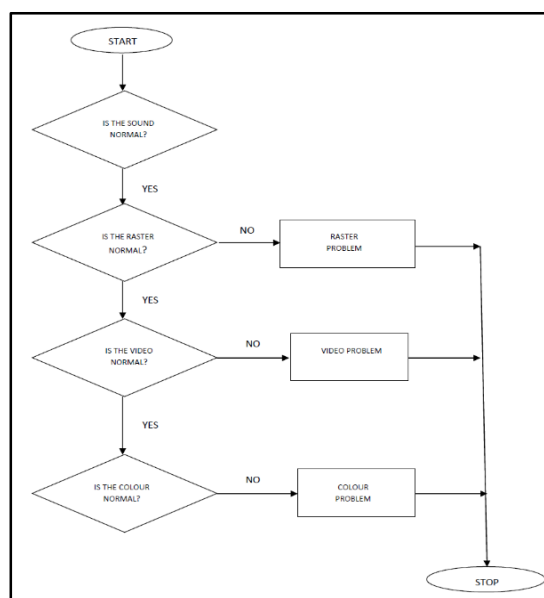 START
IS THE SOUND
NORMAL?
YES
IS THE RASTER
NORMAL?
NO
RASTER
PROBLEM
YES
IS THE VIDEO
NORMAL?
NO
VIDEO PROBLEM
YES
IS THE COLOUR
NORMAL?
NO
COLOUR
PROBLEM
STOP